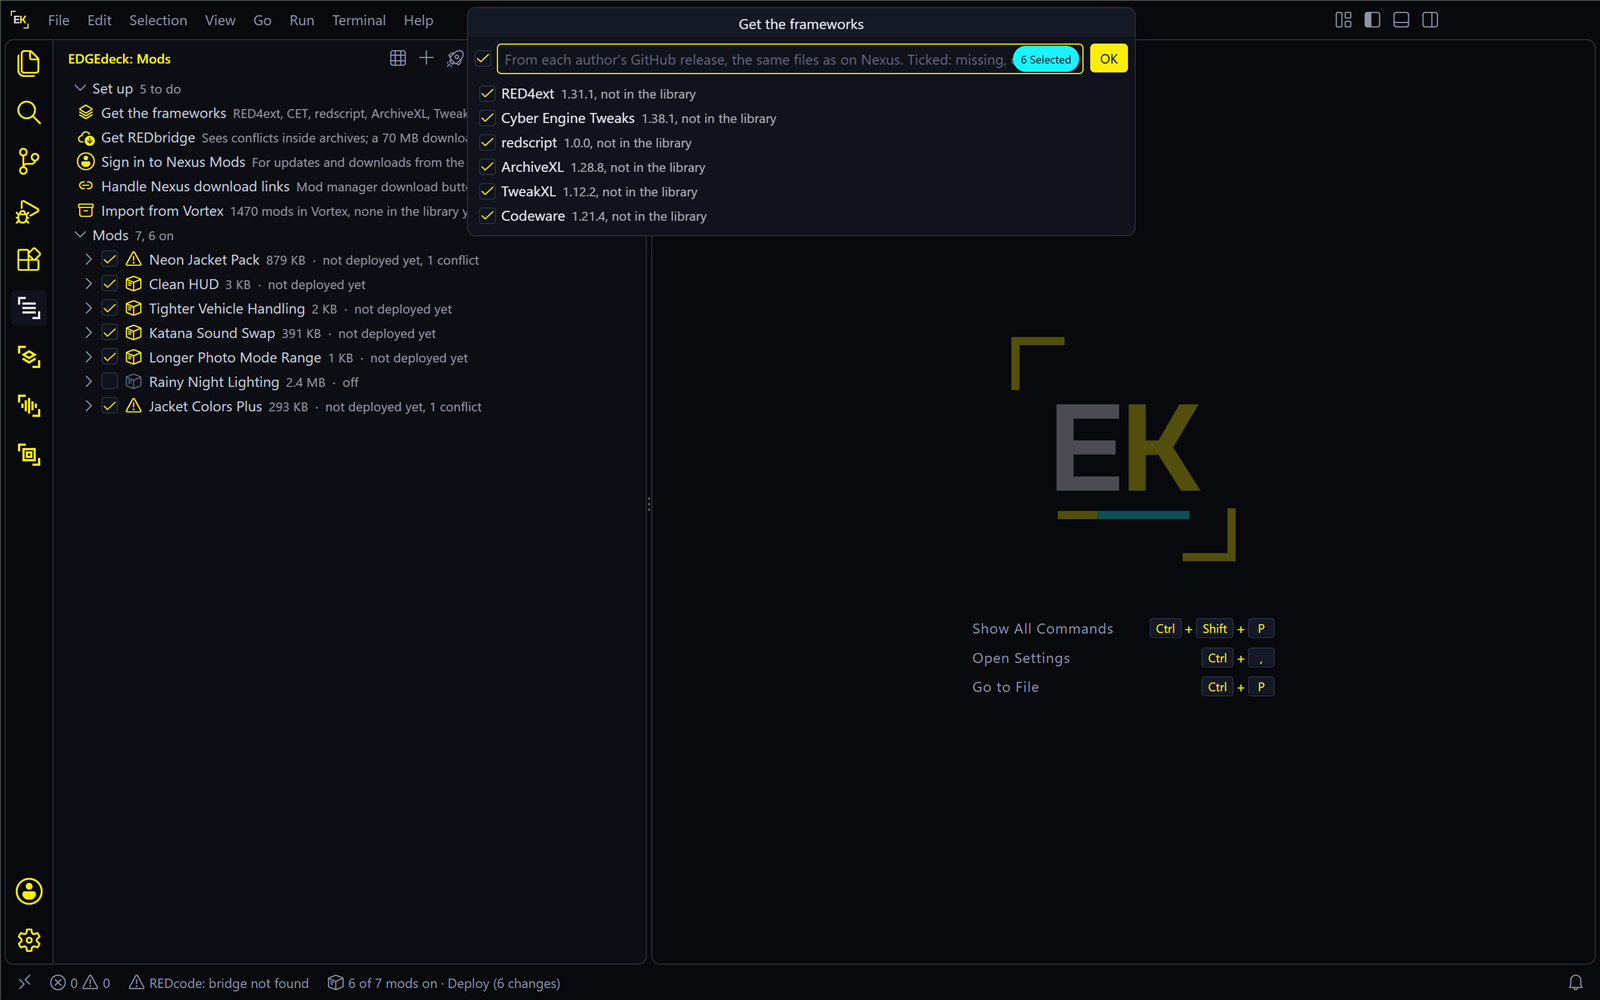 EK File Edit Selection View Go Run Terminal Help
Get the frameworks
EDGEdeck: Mods
From each author's GitHub release, the same files as on Nexus. Ticked: missing,
6 Selected
OK
RED4ext 1.31.1, not in the library
Cyber Engine Tweaks 1.38.1, not in the library
redscript 1.0.0, not in the library
ArchiveXL 1.28.8, not in the library
TweakXL 1.12.2, not in the library
Codeware 1.21.4, not in the library
Set up 5 to do
Get the frameworks RED4ext, CET, redscript, ArchiveXL, Tweak
Get REDbridge Sees conflicts inside archives; a 70 MB downloa
Sign in to Nexus Mods For updates and downloads from the
Handle Nexus download links Mod manager download butt
Import from Vortex 1470 mods in Vortex, none in the library y
Mods 7, 6 on
Neon Jacket Pack 879 KB · not deployed yet, 1 conflict
Clean HUD 3 KB · not deployed yet
Tighter Vehicle Handling 2 KB · not deployed yet
Katana Sound Swap 391 KB · not deployed yet
Longer Photo Mode Range 1 KB · not deployed yet
Rainy Night Lighting 2.4 MB · off
Jacket Colors Plus 293 KB · not deployed yet, 1 conflict
EK
Show All Commands Ctrl + Shift + P
Open Settings Ctrl + ,
Go to File Ctrl + P
0 0 REDcode: bridge not found 6 of 7 mods on · Deploy (6 changes)